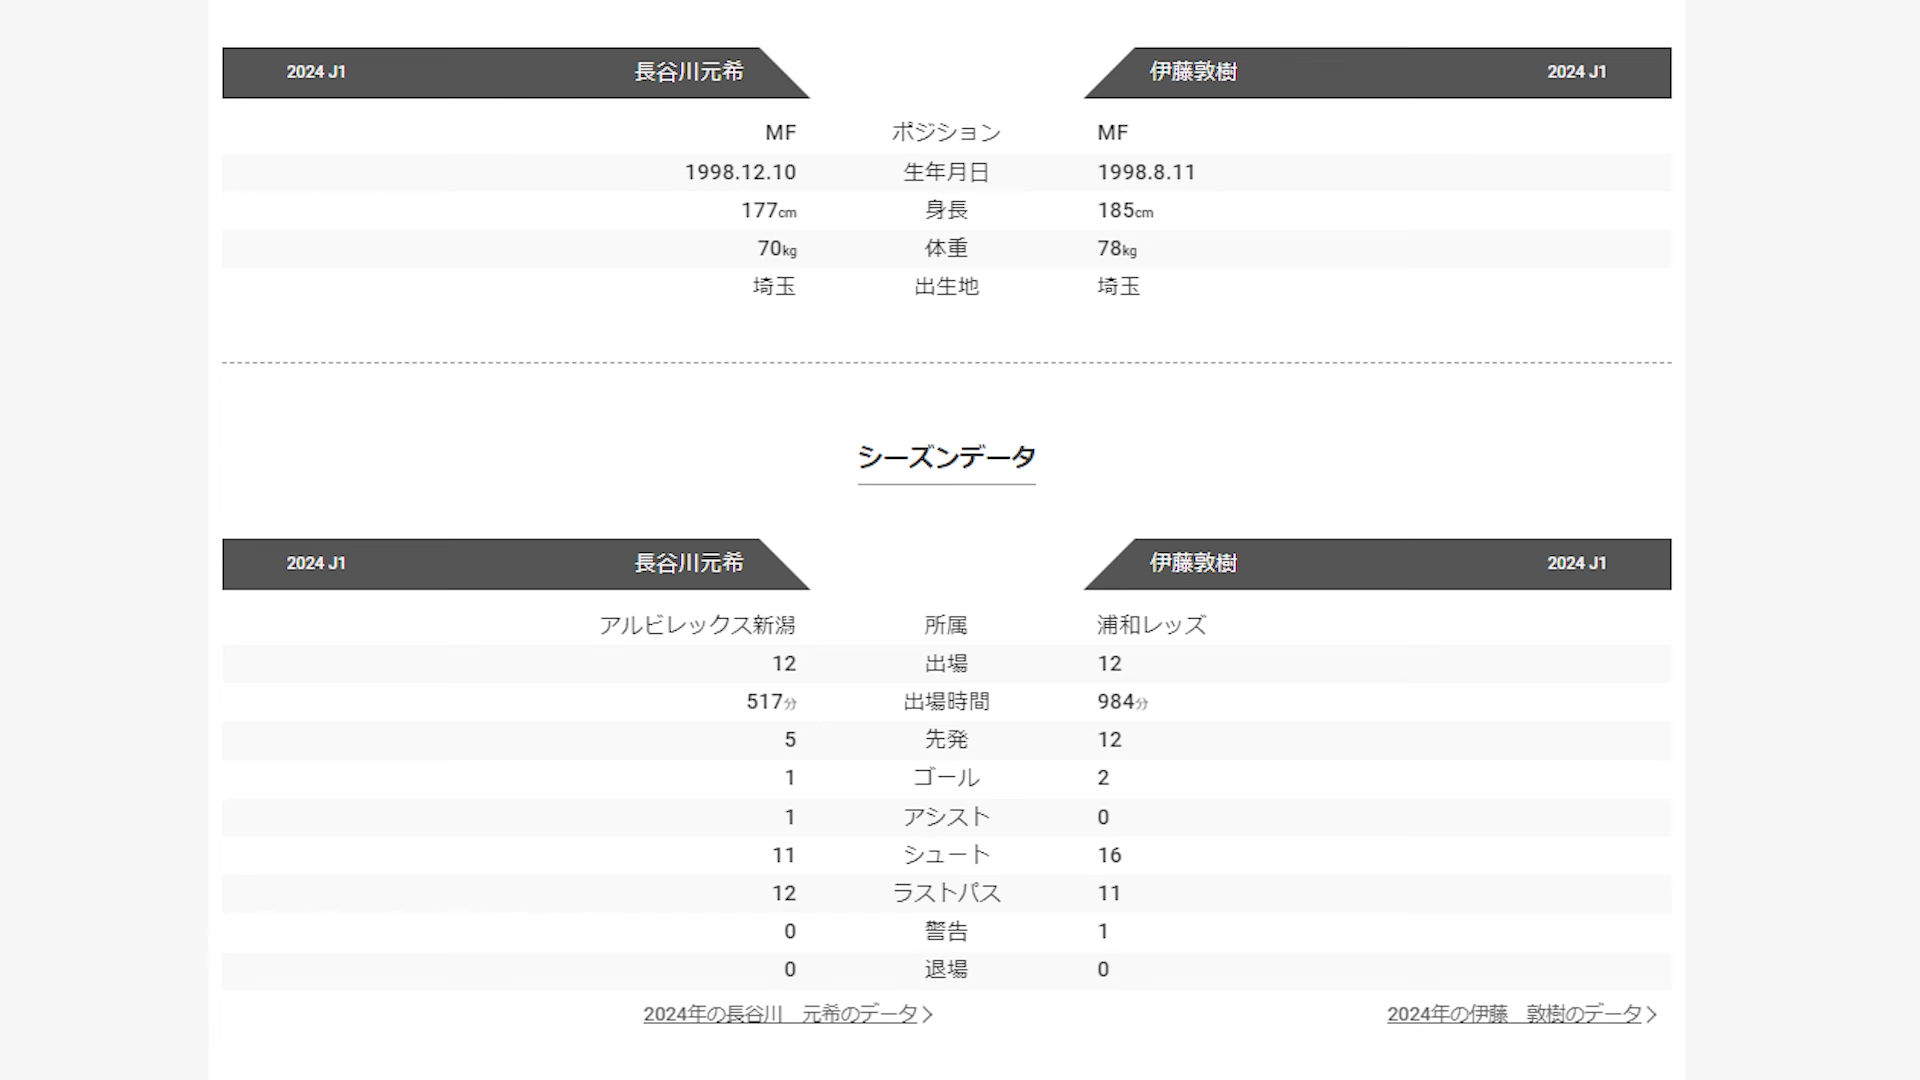 2024 J1 長谷川元希 伊藤敦樹 2024 J1
MF ポジション MF
1998.12.10 生年月日 1998.8.11
177cm 身長 185cm
70kg 体重 78kg
埼玉 出生地 埼玉
シーズンデータ
2024 J1 長谷川元希 伊藤敦樹 2024 J1
アルビレックス新潟 所属 浦和レッズ
12 出場 12
517分 出場時間 984分
5 先発 12
1 ゴール 2
1 アシスト 0
11 シュート 16
12 ラストパス 11
0 警告 1
0 退場 0
2024年の長谷川　元希のデータ 2024年の伊藤　敦樹のデータ